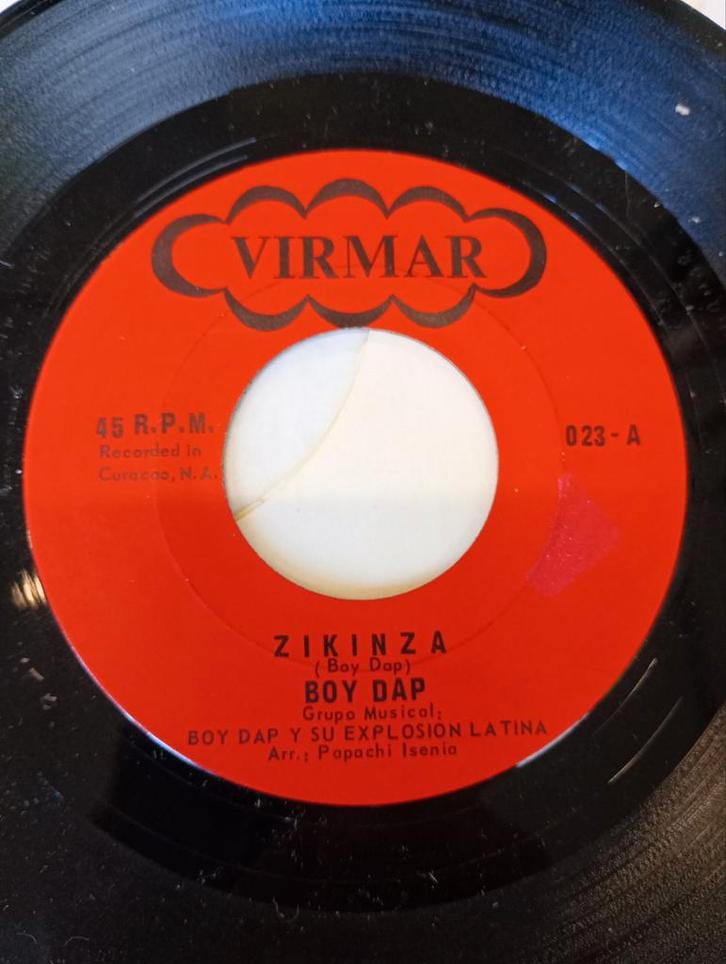 VIRMAR
45 R.P.M.
Recorded in
Curacao, N.A.
023-A
ZIKINZA
(Boy Dap)
BOY DAP
Grupo Musical;
BOY DAP Y SU EXPLOSION LATINA
Arr.; Papachi Isenia